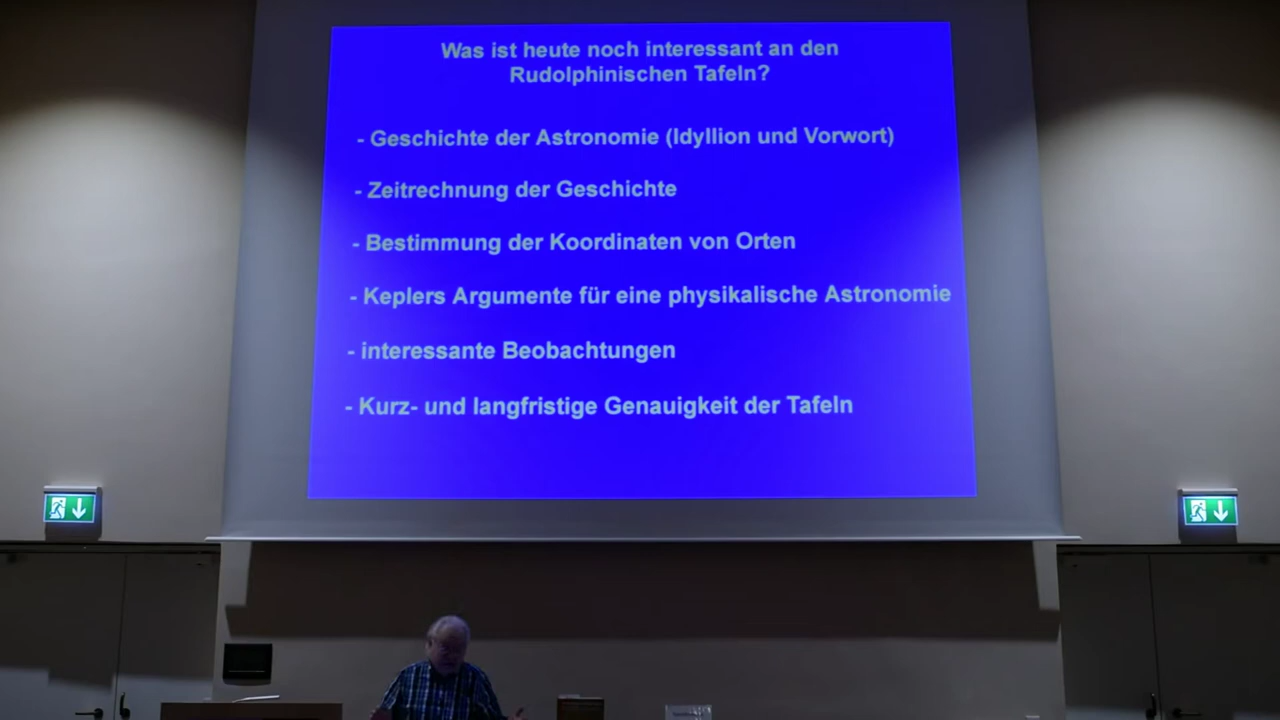 Was ist heute noch interessant an den
Rudolphinischen Tafeln?
- Geschichte der Astronomie (Idyllion und Vorwort)
- Zeitrechnung der Geschichte
- Bestimmung der Koordinaten von Orten
- Keplers Argumente für eine physikalische Astronomie
- interessante Beobachtungen
- Kurz- und langfristige Genauigkeit der Tafeln